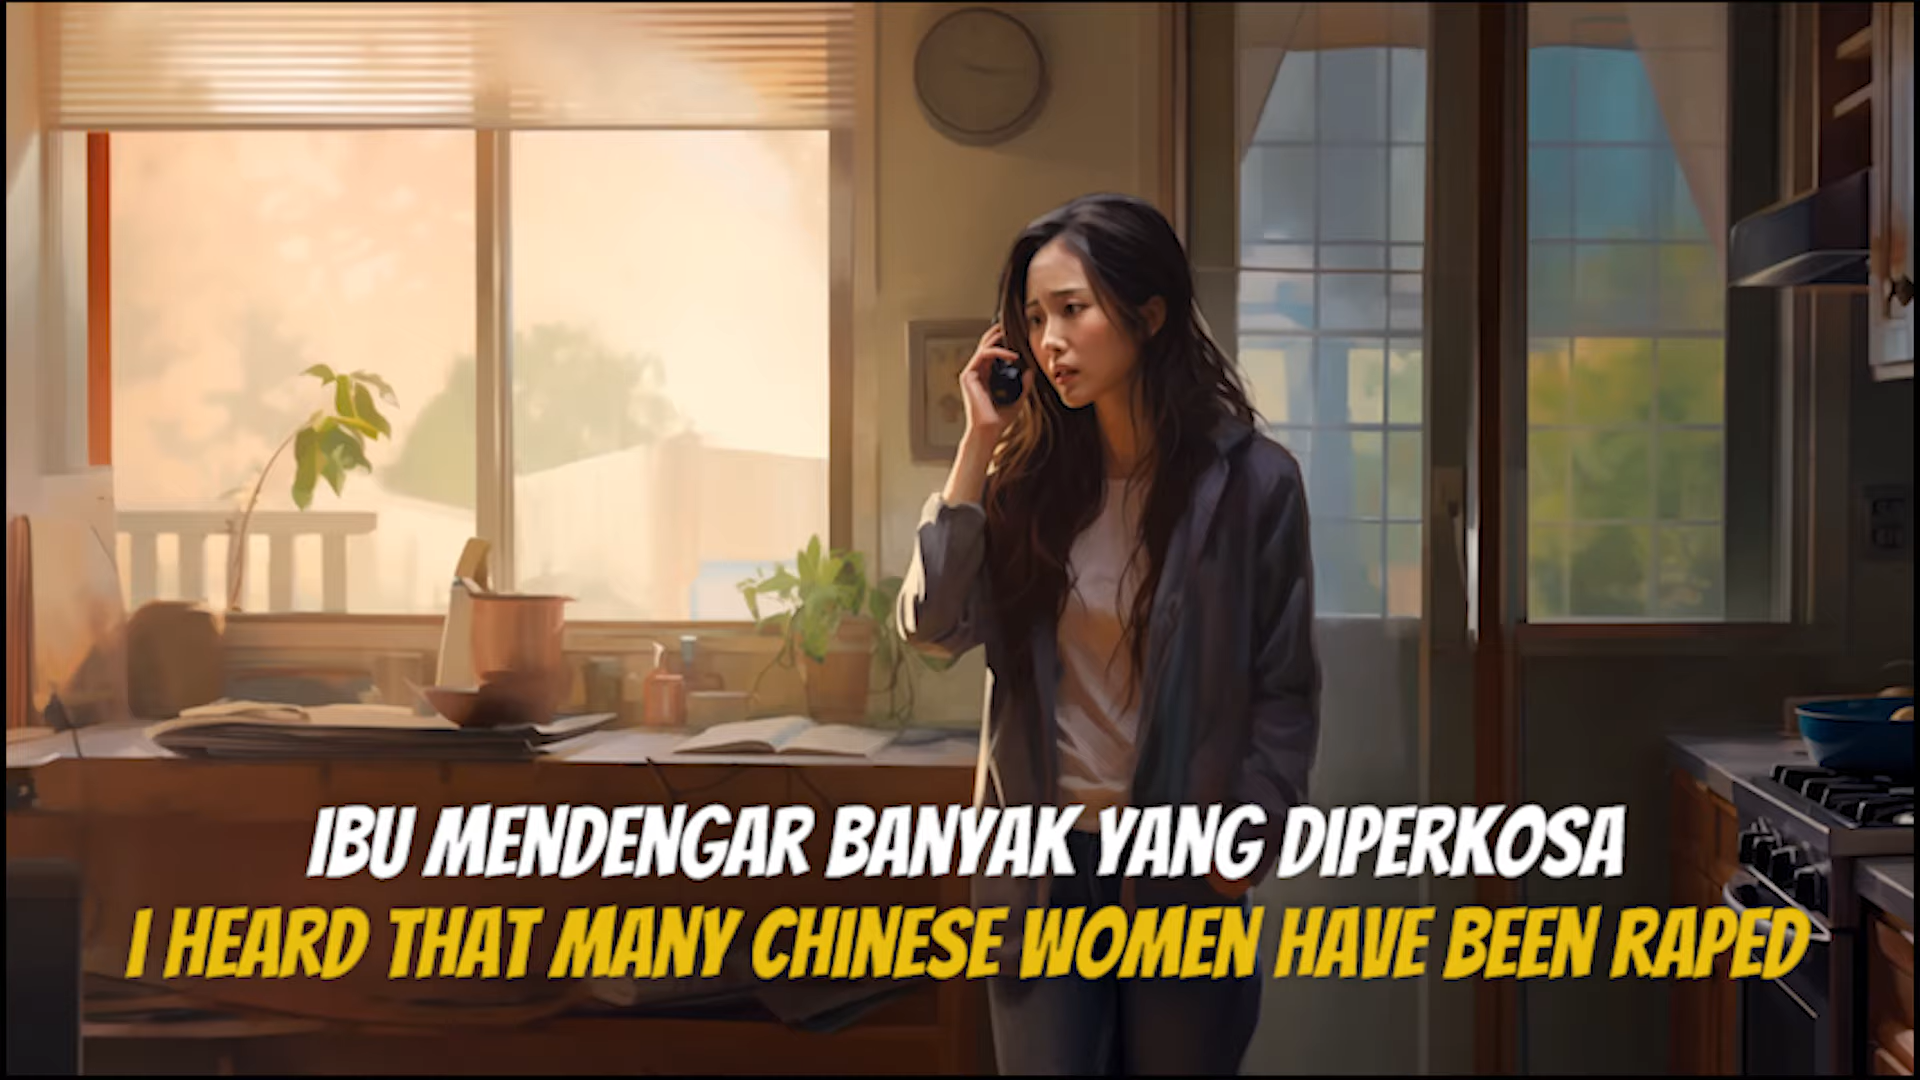 IBU MENDENGAR BANYAK YANG DIPERKOSA
I HEARD THAT MANY CHINESE WOMEN HAVE BEEN RAPED